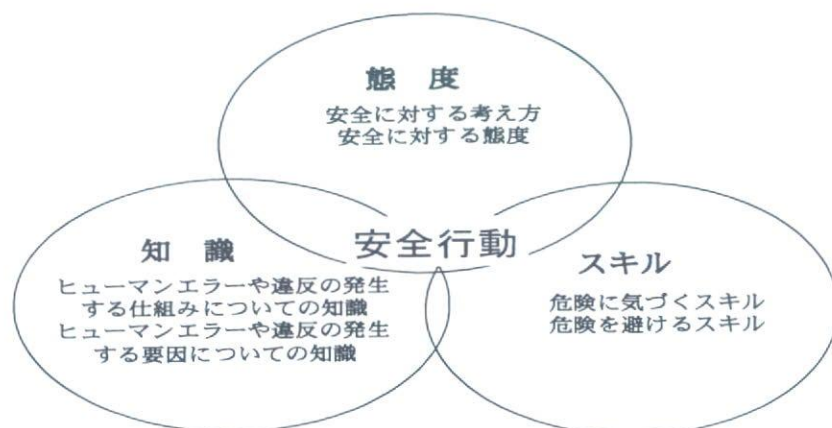 態 度
安全に対する考え方
安全に対する態度
安全行動
知 識
ヒューマンエラーや違反の発生
する仕組みについての知識
ヒューマンエラーや違反の発生
する要因についての知識
スキル
危険に気づくスキル
危険を避けるスキル